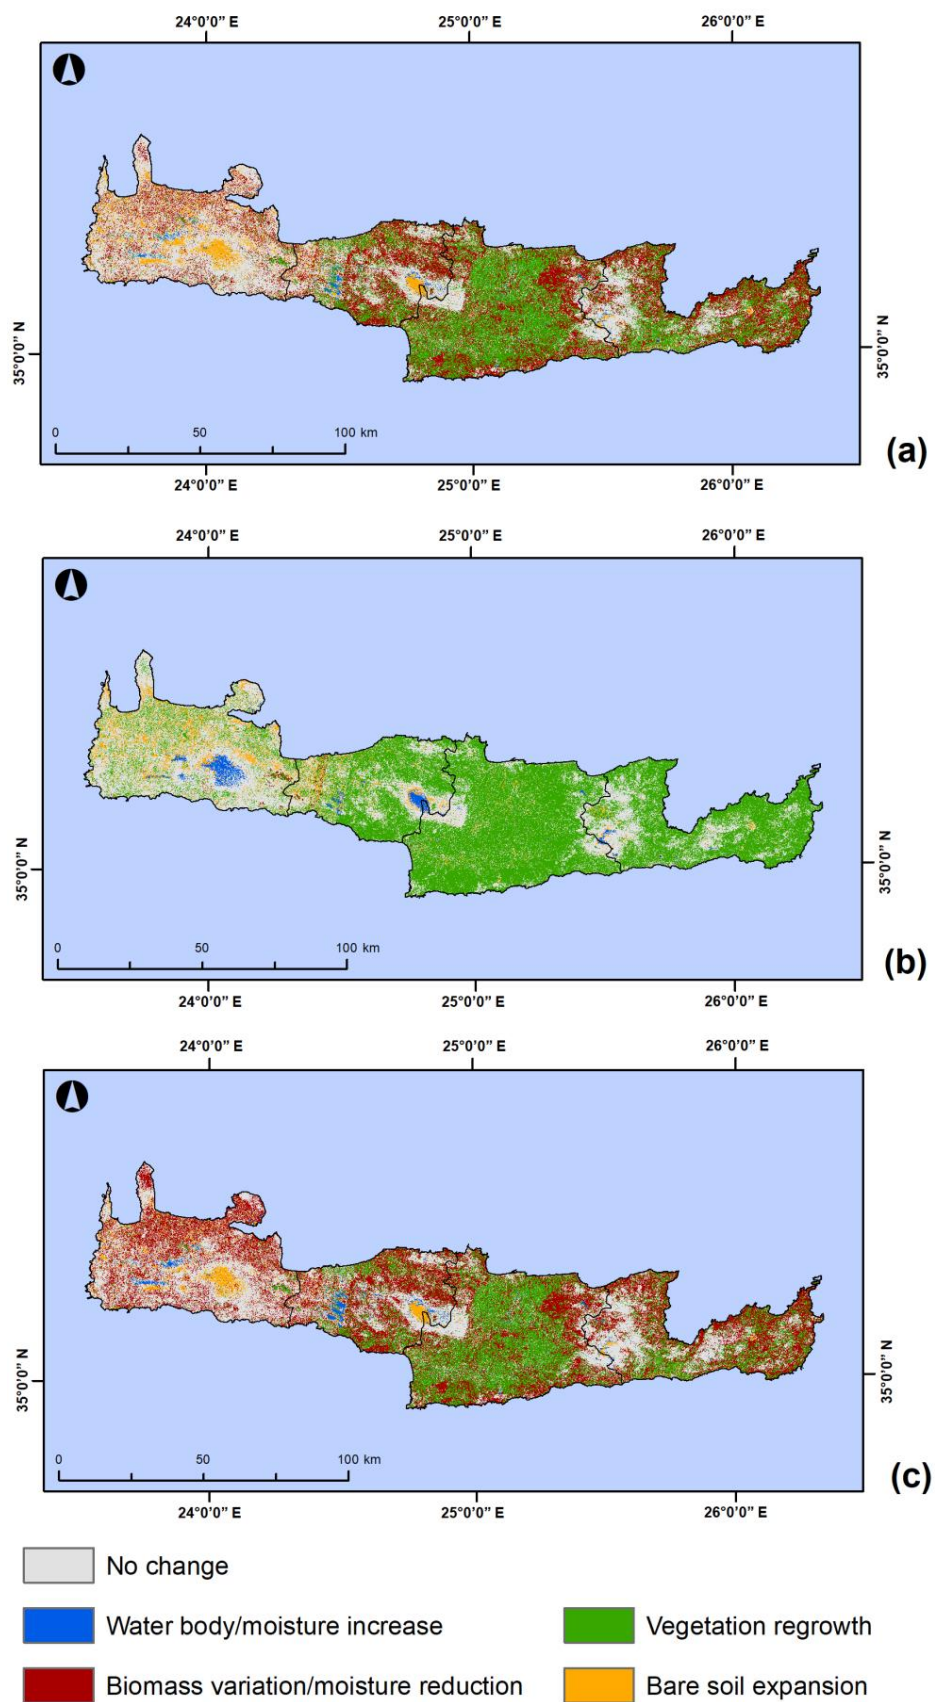 24°0'0" E 25°0'0" E 26°0'0" E
35°0'0" N 35°0'0" N
0 50 100 km
(a)
24°0'0" E 25°0'0" E 26°0'0" E
24°0'0" E 25°0'0" E 26°0'0" E
35°0'0" N 35°0'0" N
0 50 100 km
(b)
24°0'0" E 25°0'0" E 26°0'0" E
24°0'0" E 25°0'0" E 26°0'0" E
35°0'0" N 35°0'0" N
0 50 100 km
(c)
24°0'0" E 25°0'0" E 26°0'0" E
No change
Water body/moisture increase Vegetation regrowth
Biomass variation/moisture reduction Bare soil expansion